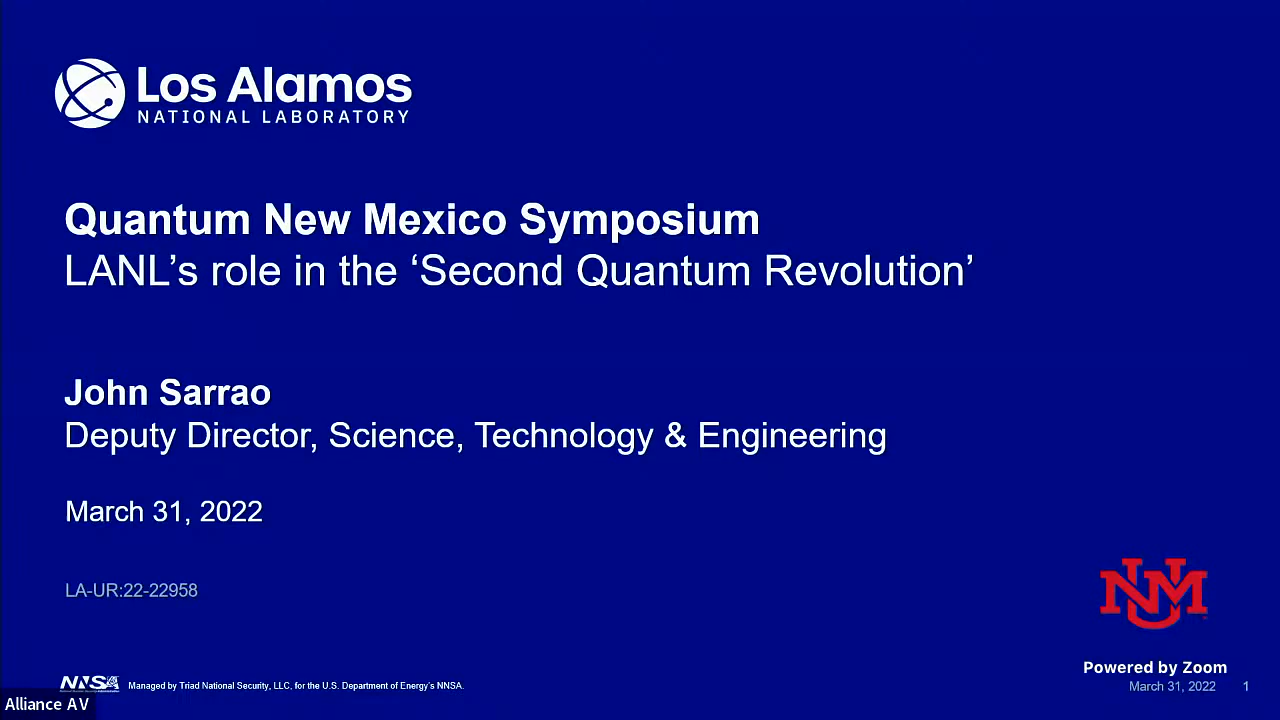 Los Alamos
NATIONAL LABORATORY
Quantum New Mexico Symposium
LANL's role in the ‘Second Quantum Revolution’
John Sarrao
Deputy Director, Science, Technology & Engineering
March 31, 2022
LA-UR:22-22958
UNM
Powered by Zoom
NNSA
Managed by Triad National Security, LLC, for the U.S. Department of Energy's NNSA.
March 31, 2022 1
Alliance AV